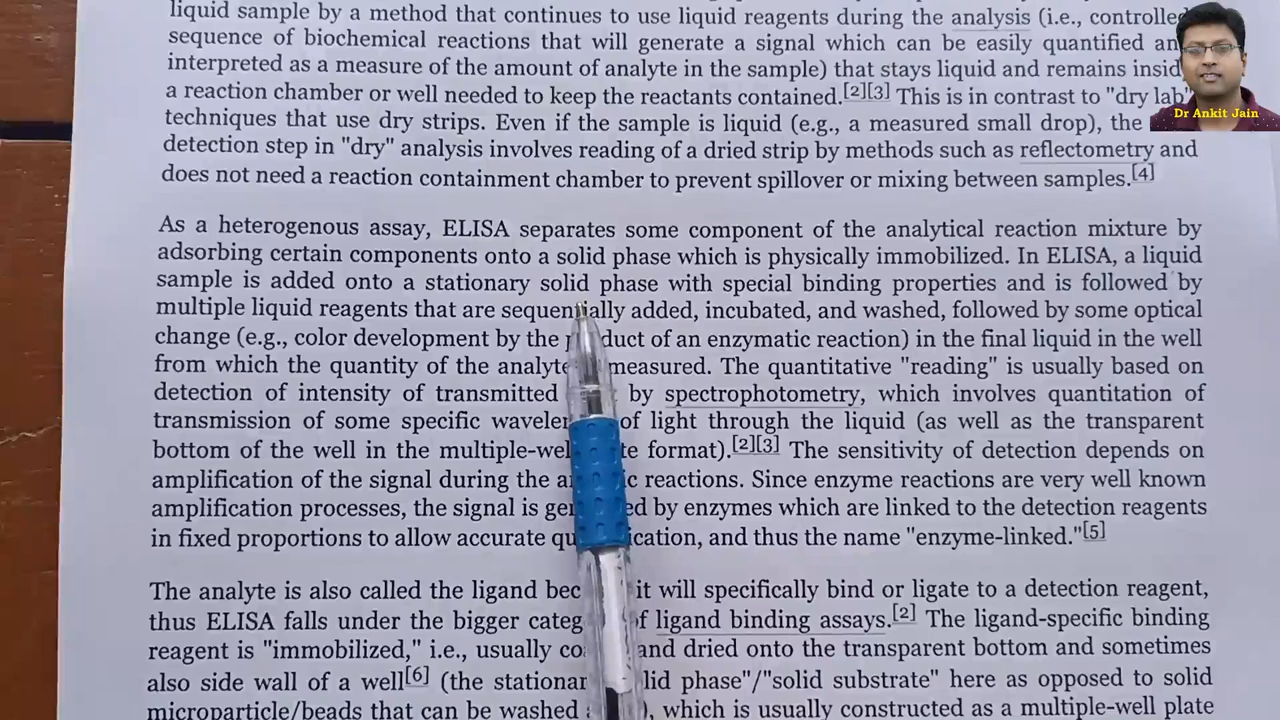 liquid sample by a method that continues to use liquid reagents during the analysis (i.e., controlled
sequence of biochemical reactions that will generate a signal which can be easily quantified an
interpreted as a measure of the amount of analyte in the sample) that stays liquid and remains insid
a reaction chamber or well needed to keep the reactants contained.[2][3] This is in contrast to "dry lab"
techniques that use dry strips. Even if the sample is liquid (e.g., a measured small drop), the
detection step in "dry" analysis involves reading of a dried strip by methods such as reflectometry and
does not need a reaction containment chamber to prevent spillover or mixing between samples.[4]
As a heterogenous assay, ELISA separates some component of the analytical reaction mixture by
adsorbing certain components onto a solid phase which is physically immobilized. In ELISA, a liquid
sample is added onto a stationary solid phase with special binding properties and is followed by
multiple liquid reagents that are sequentially added, incubated, and washed, followed by some optical
change (e.g., color development by the duct of an enzymatic reaction) in the final liquid in the well
from which the quantity of the analyte measured. The quantitative "reading" is usually based on
detection of intensity of transmitted by spectrophotometry, which involves quantitation of
transmission of some specific wavelen of light through the liquid (as well as the transparent
bottom of the well in the multiple-wel te format).[2][3] The sensitivity of detection depends on
amplification of the signal during the a c reactions. Since enzyme reactions are very well known
amplification processes, the signal is gen ed by enzymes which are linked to the detection reagents
in fixed proportions to allow accurate qu ication, and thus the name "enzyme-linked."[5]
The analyte is also called the ligand bec it will specifically bind or ligate to a detection reagent,
thus ELISA falls under the bigger categ of ligand binding assays.[2] The ligand-specific binding
reagent is "immobilized," i.e., usually co and dried onto the transparent bottom and sometimes
also side wall of a well[6] (the stationar lid phase"/"solid substrate" here as opposed to solid
microparticle/beads that can be washed , which is usually constructed as a multiple-well plate
Dr Ankit Jain